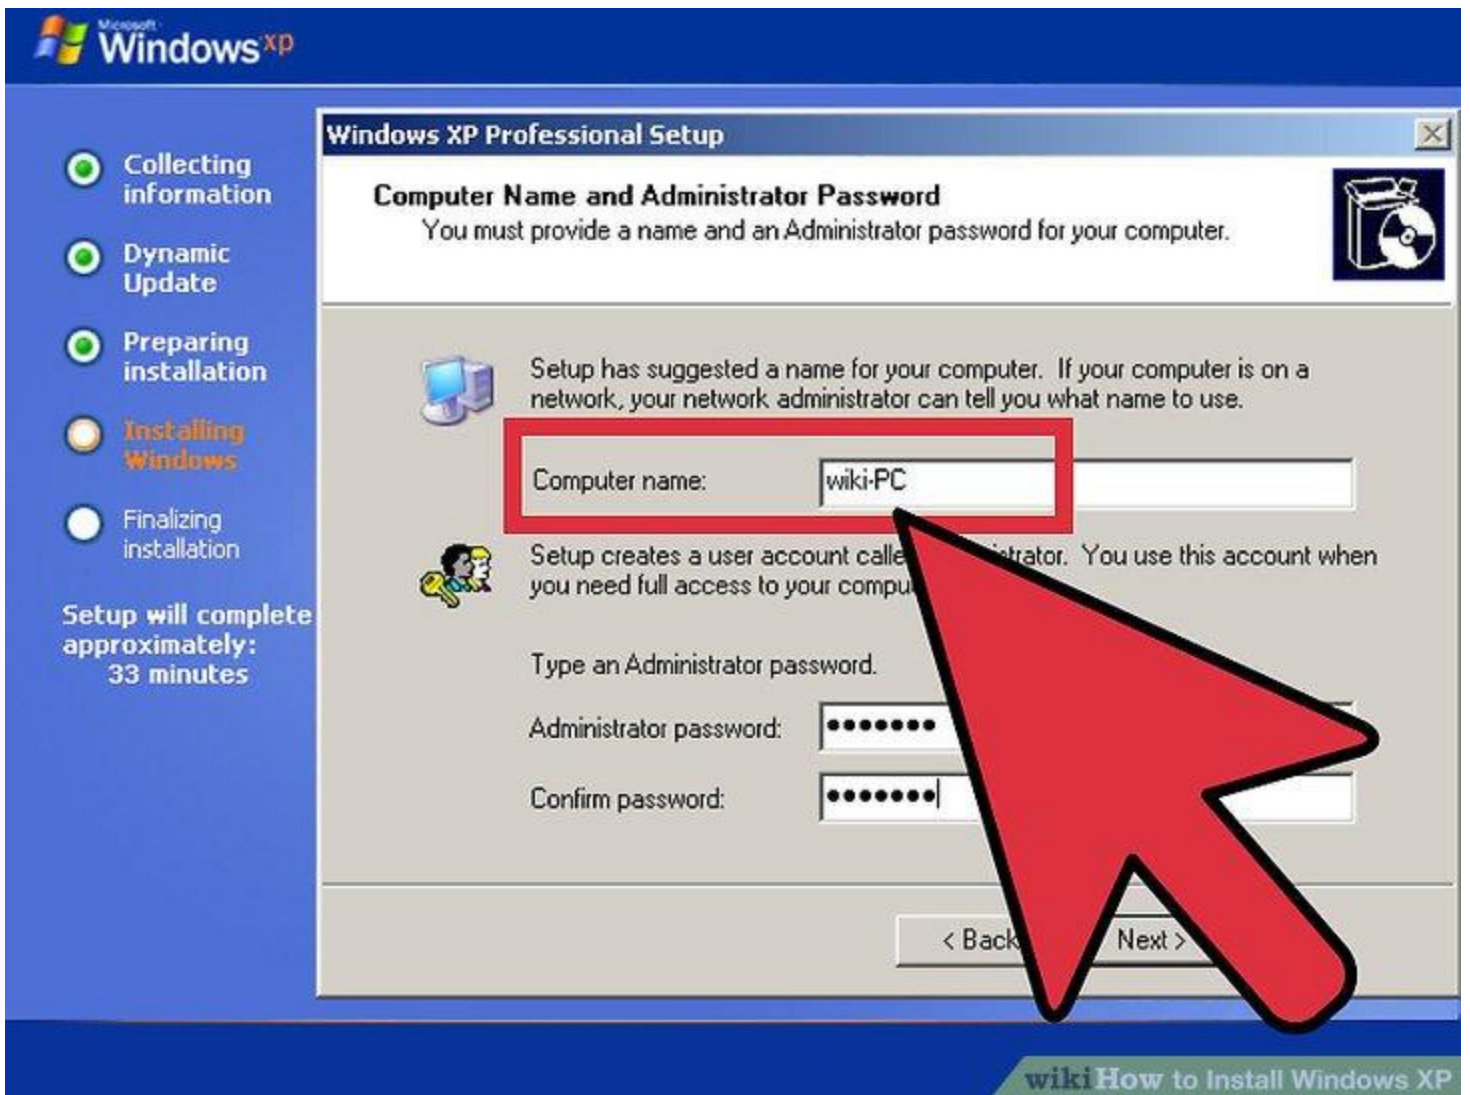 Microsoft
Windows xp
Collecting
information
Dynamic
Update
Preparing
installation
Installing
Windows
Finalizing
installation
Setup will complete
approximately:
33 minutes
Windows XP Professional Setup
Computer Name and Administrator Password
You must provide a name and an Administrator password for your computer.
Setup has suggested a name for your computer. If your computer is on a
network, your network administrator can tell you what name to use.
Computer name: wiki-PC
Setup creates a user account You use this account when
you need full access to your
Type an Administrator password.
Administrator password: •••••••
Confirm password: •••••••
< Back Next >
wikiHow to Install Windows XP